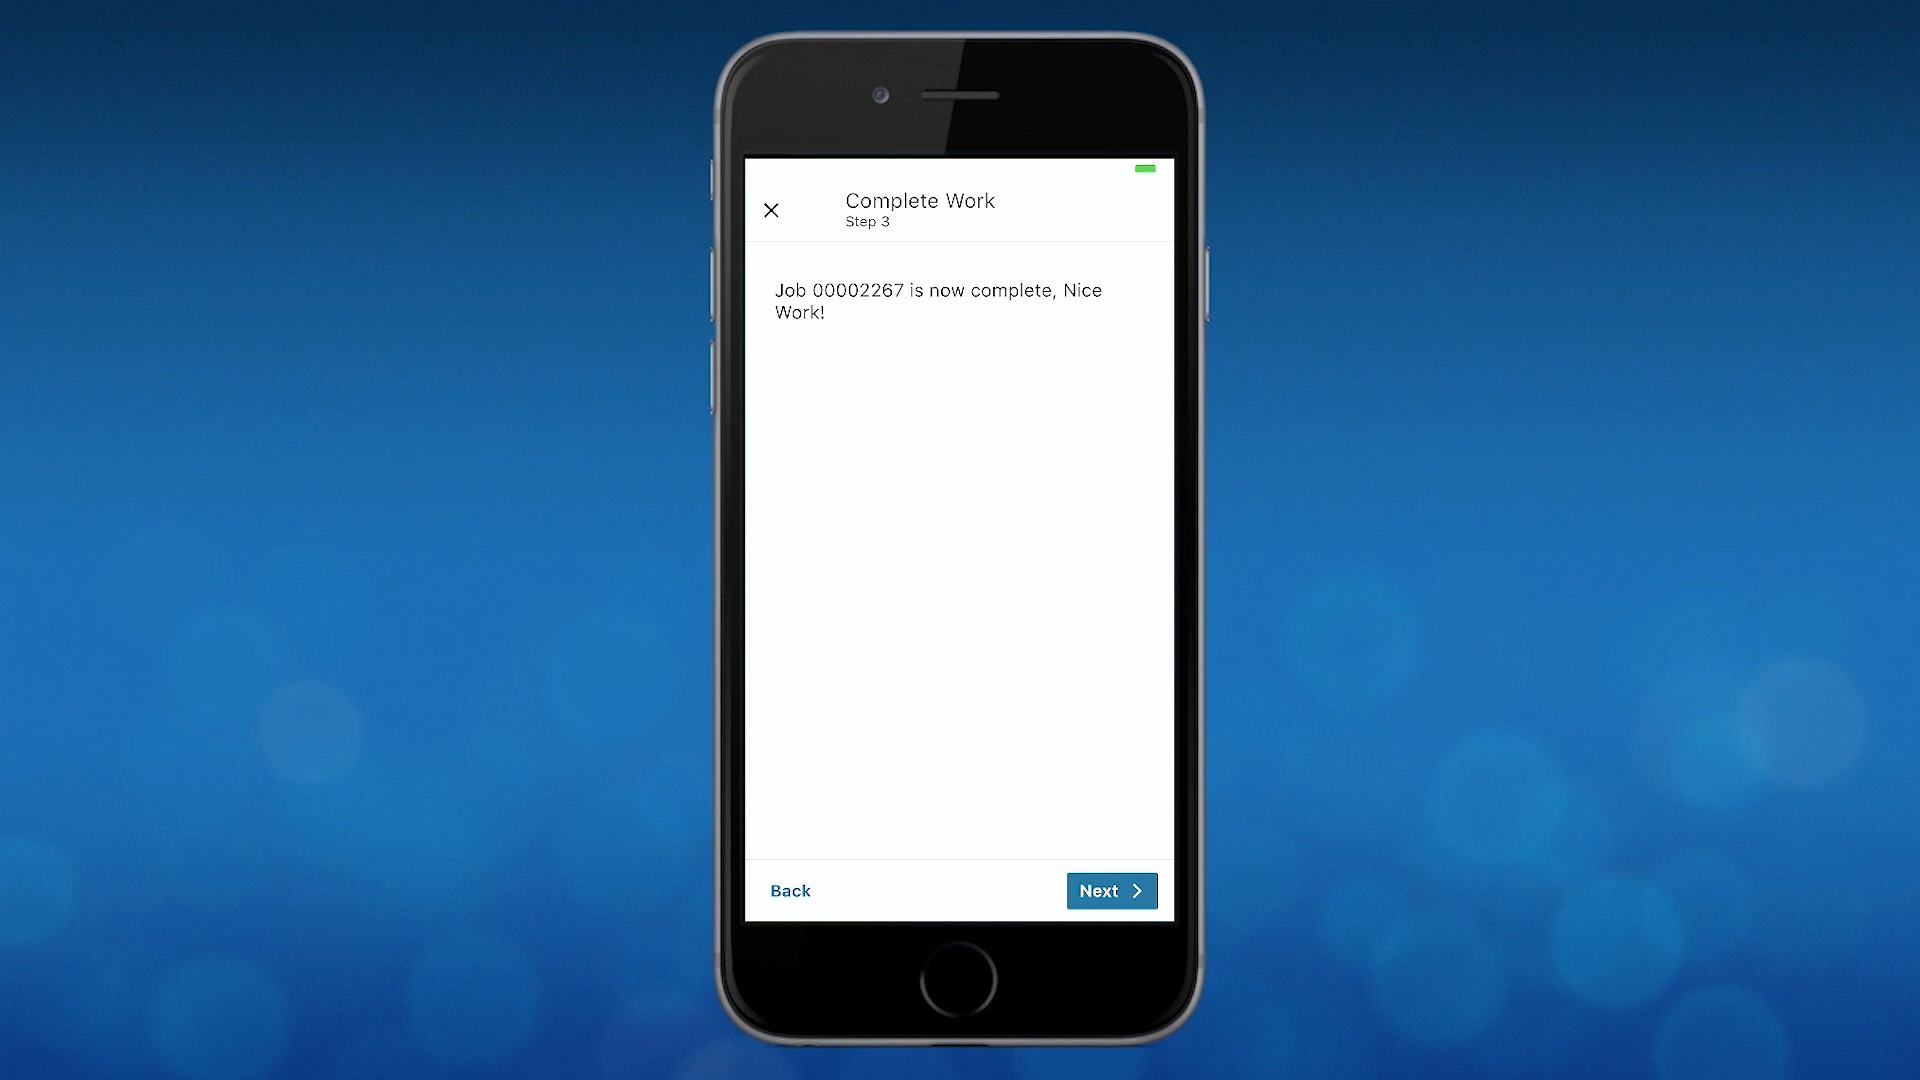 Complete Work
Step 3
Job 00002267 is now complete, Nice
Work!
Back
Next